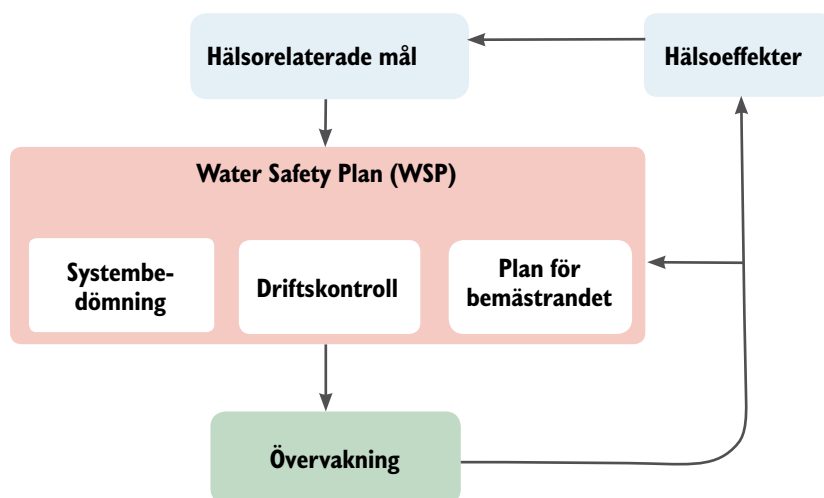 Hälsorelaterade mål
Hälsoeffekter
Water Safety Plan (WSP)
Systembe-
dömning
Driftskontroll
Plan för
bemästrandet
Övervakning